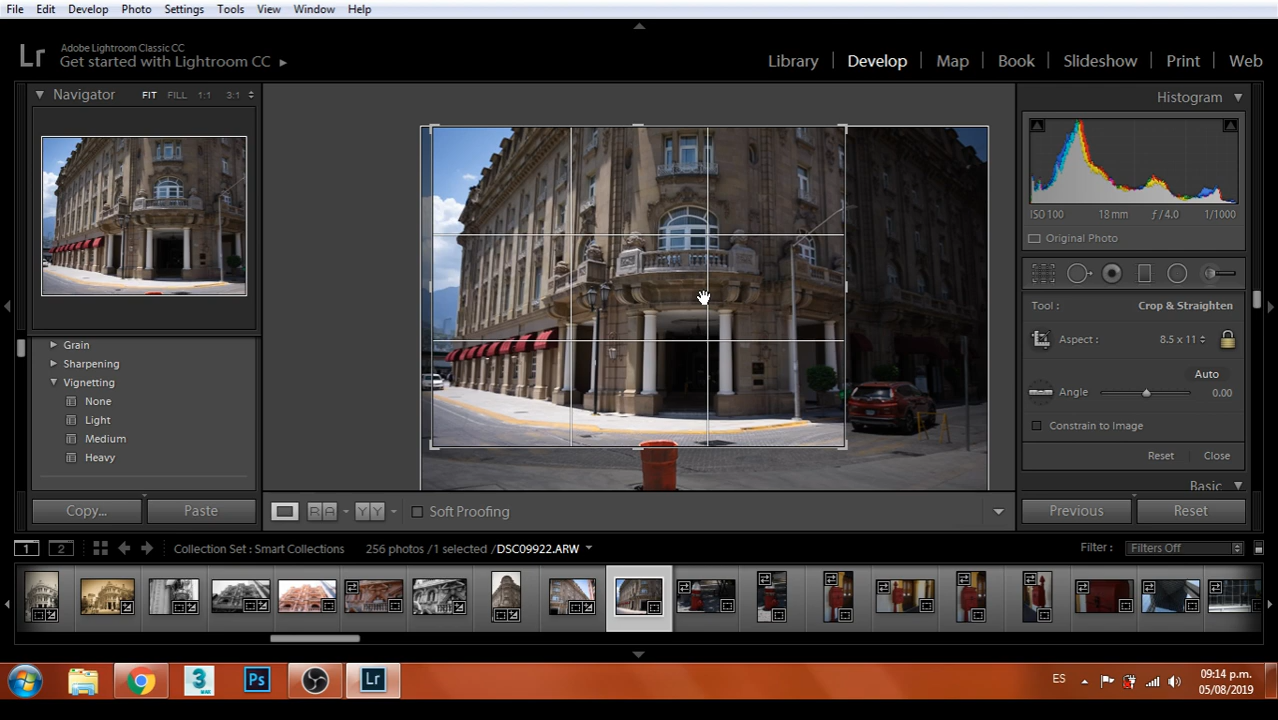 File Edit Develop Photo Settings Tools View Window Help
Lr
Adobe Lightroom Classic CC
Get started with Lightroom CC
Library Develop Map Book Slideshow Print Web
Navigator FIT FILL 1:1 3:1
Histogram
ISO 100 18 mm ƒ / 4.0 1/1000
Original Photo
Tool : Crop & Straighten
Aspect : 8.5 x 11
Auto
Angle 0.00
Constrain to Image
Reset Close
Basic
Grain
Sharpening
Vignetting
None
Light
Medium
Heavy
Copy... Paste
R A Y Y Soft Proofing
Previous Reset
1 2 Collection Set : Smart Collections 256 photos / 1 selected / DSC09922.ARW Filter : Filters Off
3 Ps Lr
ES 09:14 p.m.
05/08/2019